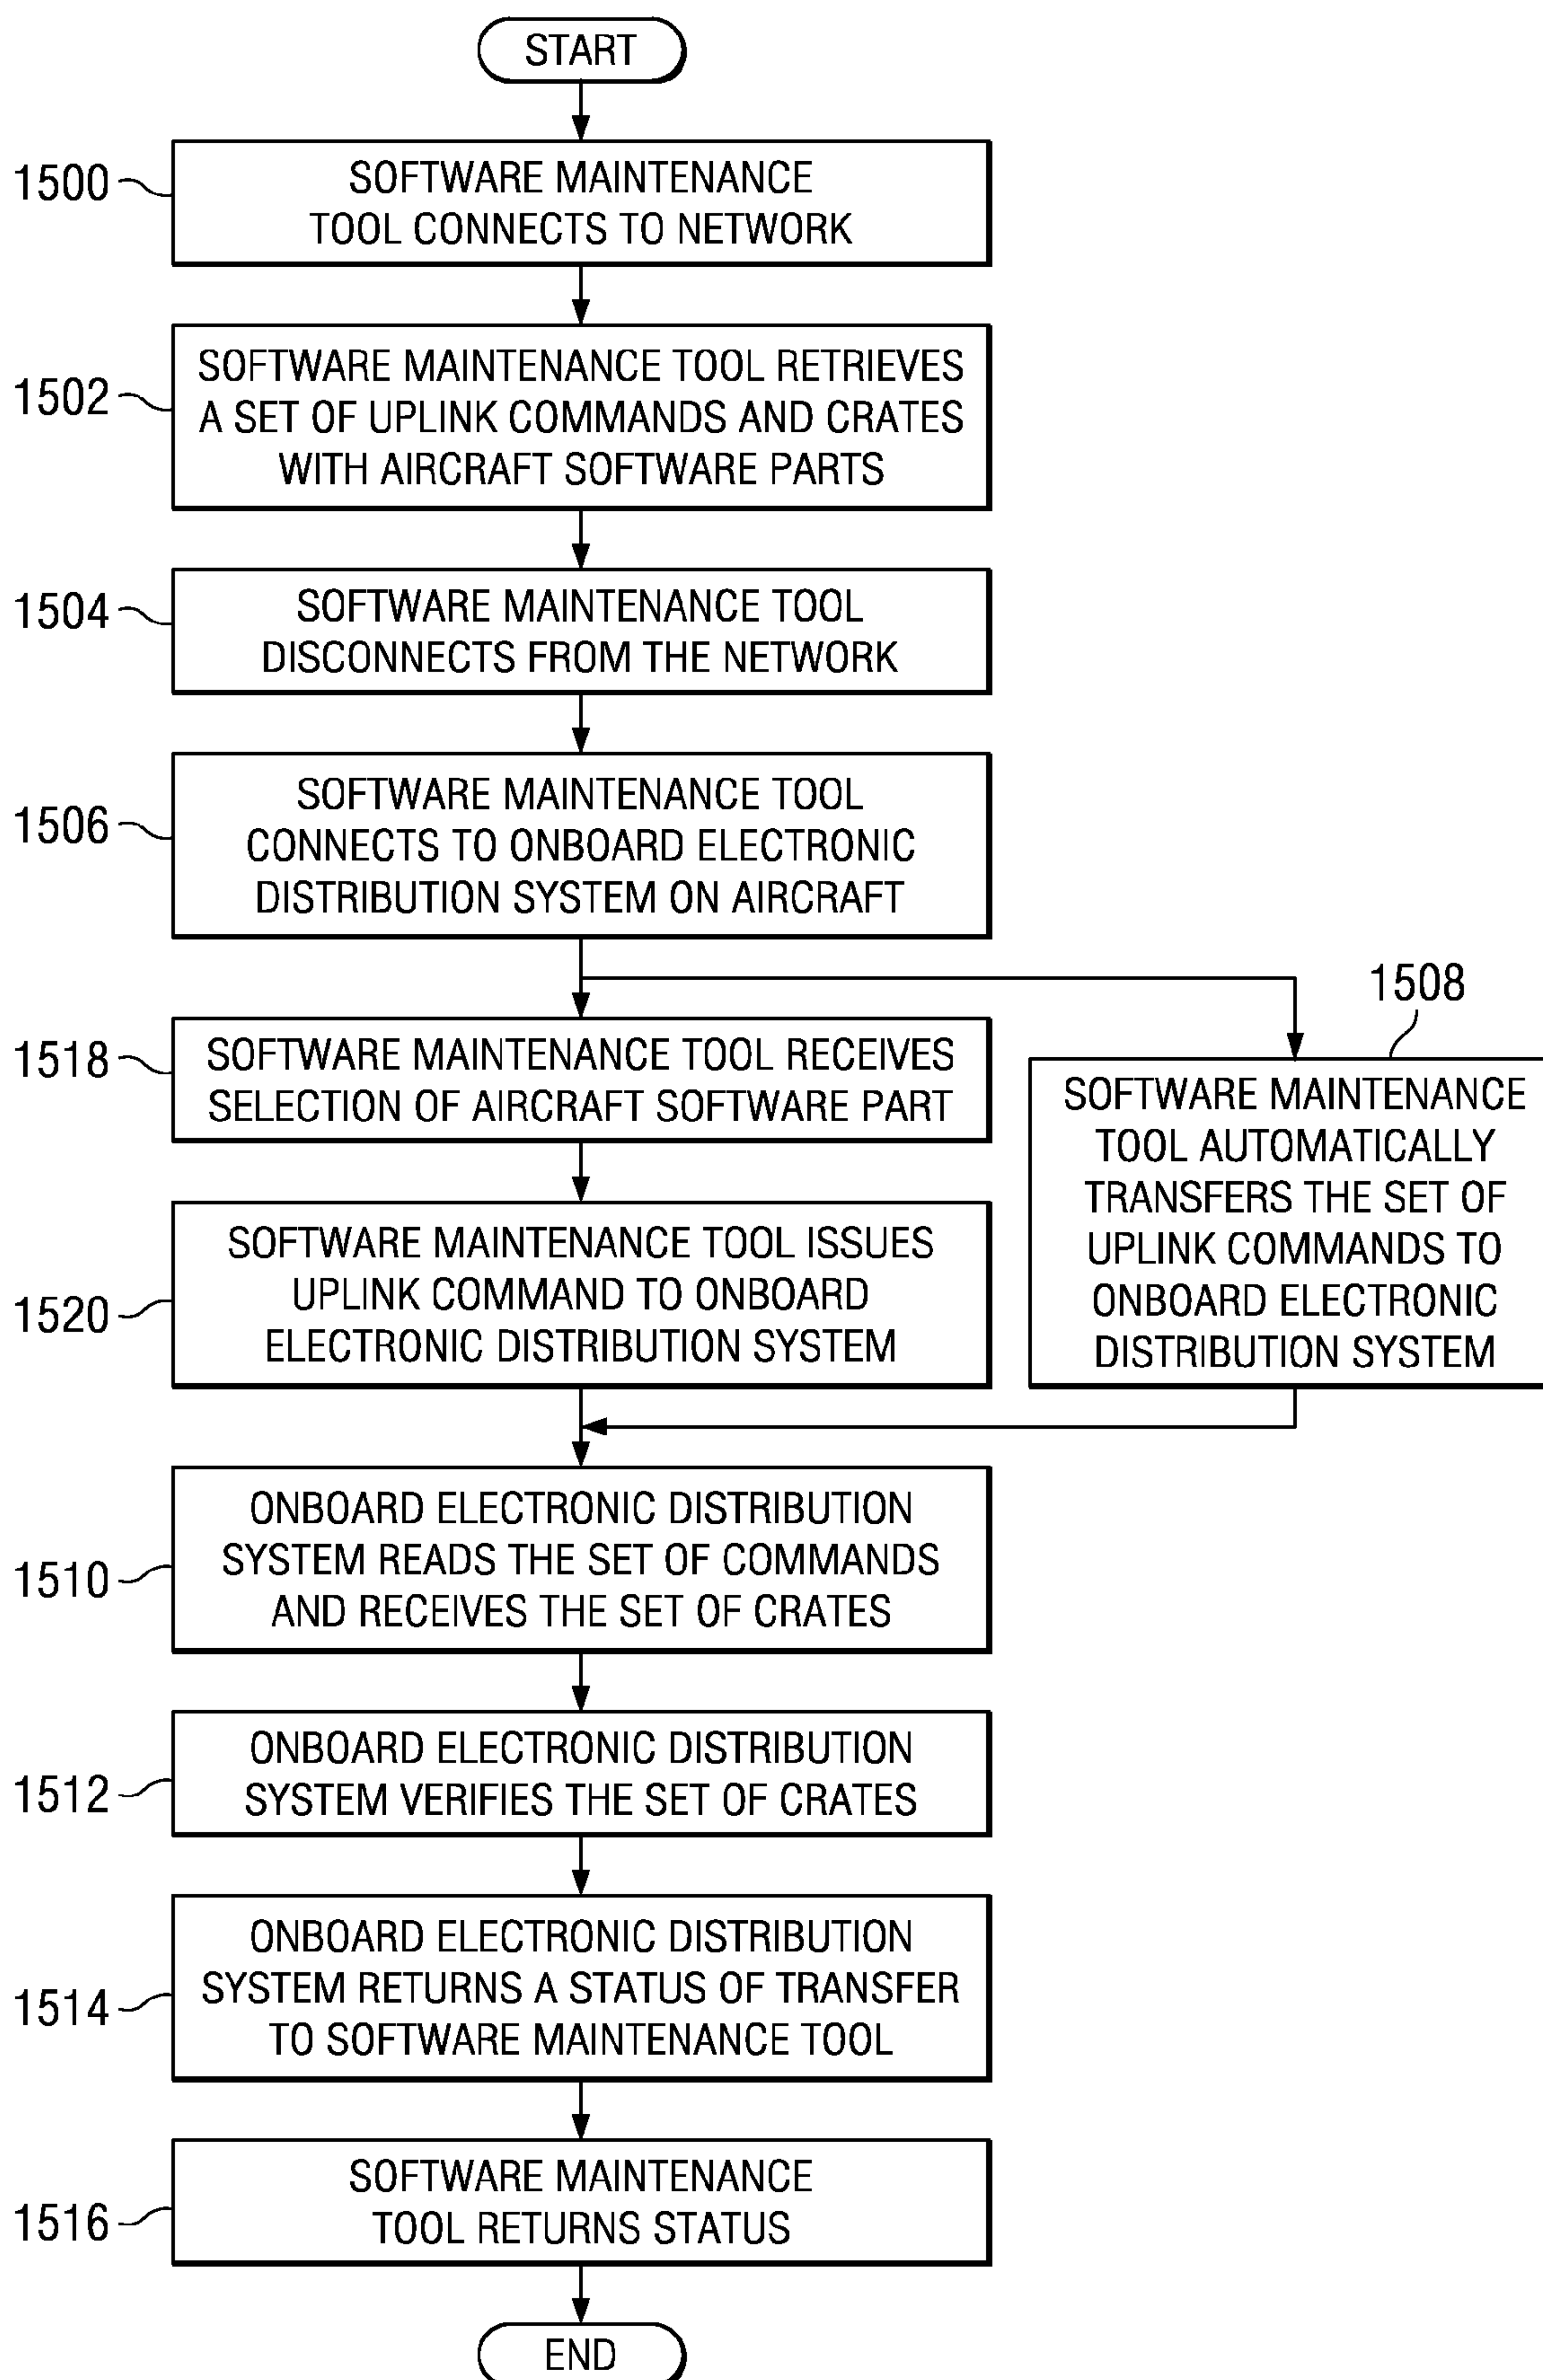 START
1500
SOFTWARE MAINTENANCE
TOOL CONNECTS TO NETWORK
1502
SOFTWARE MAINTENANCE TOOL RETRIEVES
A SET OF UPLINK COMMANDS AND CRATES
WITH AIRCRAFT SOFTWARE PARTS
1504
SOFTWARE MAINTENANCE TOOL
DISCONNECTS FROM THE NETWORK
1506
SOFTWARE MAINTENANCE TOOL
CONNECTS TO ONBOARD ELECTRONIC
DISTRIBUTION SYSTEM ON AIRCRAFT
1518
SOFTWARE MAINTENANCE TOOL RECEIVES
SELECTION OF AIRCRAFT SOFTWARE PART
1520
SOFTWARE MAINTENANCE TOOL ISSUES
UPLINK COMMAND TO ONBOARD
ELECTRONIC DISTRIBUTION SYSTEM
1508
SOFTWARE MAINTENANCE
TOOL AUTOMATICALLY
TRANSFERS THE SET OF
UPLINK COMMANDS TO
ONBOARD ELECTRONIC
DISTRIBUTION SYSTEM
1510
ONBOARD ELECTRONIC DISTRIBUTION
SYSTEM READS THE SET OF COMMANDS
AND RECEIVES THE SET OF CRATES
1512
ONBOARD ELECTRONIC DISTRIBUTION
SYSTEM VERIFIES THE SET OF CRATES
1514
ONBOARD ELECTRONIC DISTRIBUTION
SYSTEM RETURNS A STATUS OF TRANSFER
TO SOFTWARE MAINTENANCE TOOL
1516
SOFTWARE MAINTENANCE
TOOL RETURNS STATUS
END